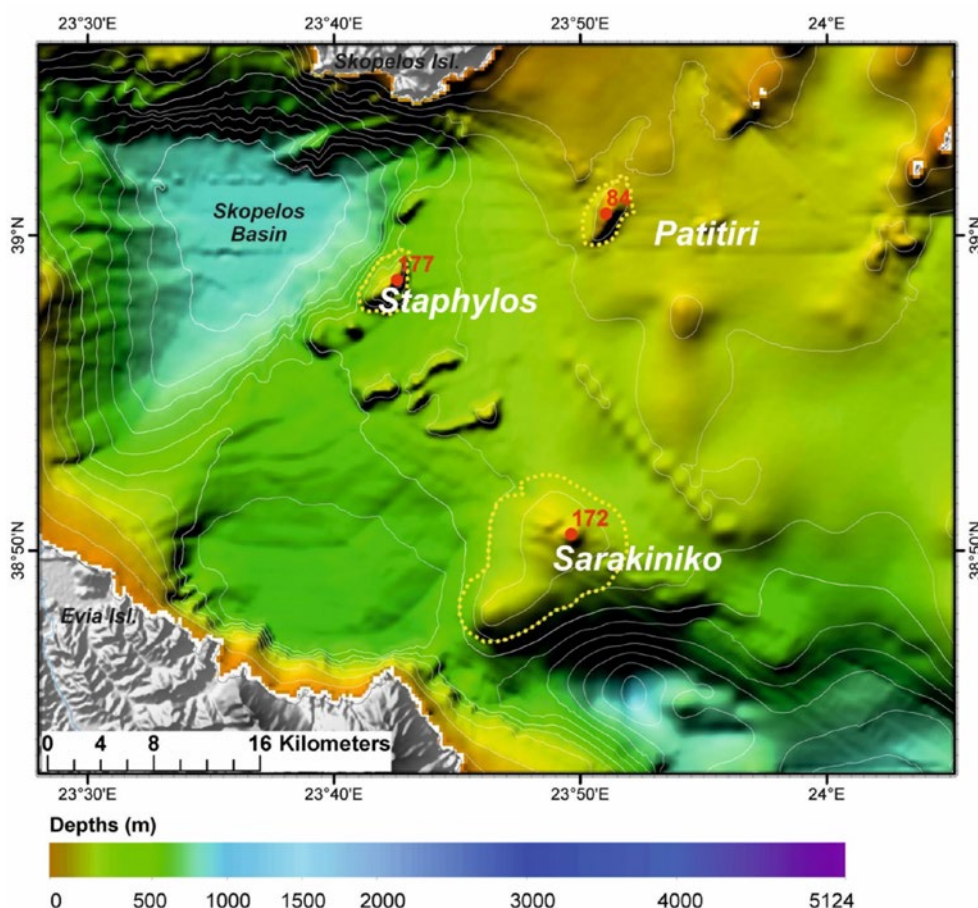 23°30'E 23°40'E 23°50'E 24°E
Skopelos Isl.
Skopelos
Basin
84
39°N
39°N
Patitiri
177
Staphylos
172
38°50'N
Sarakiniko
38°50'N
Evia Isl.
0 4 8 16 Kilometers
23°30'E 23°40'E 23°50'E 24°E
Depths (m)
0 500 1000 1500 2000 3000 4000 5124